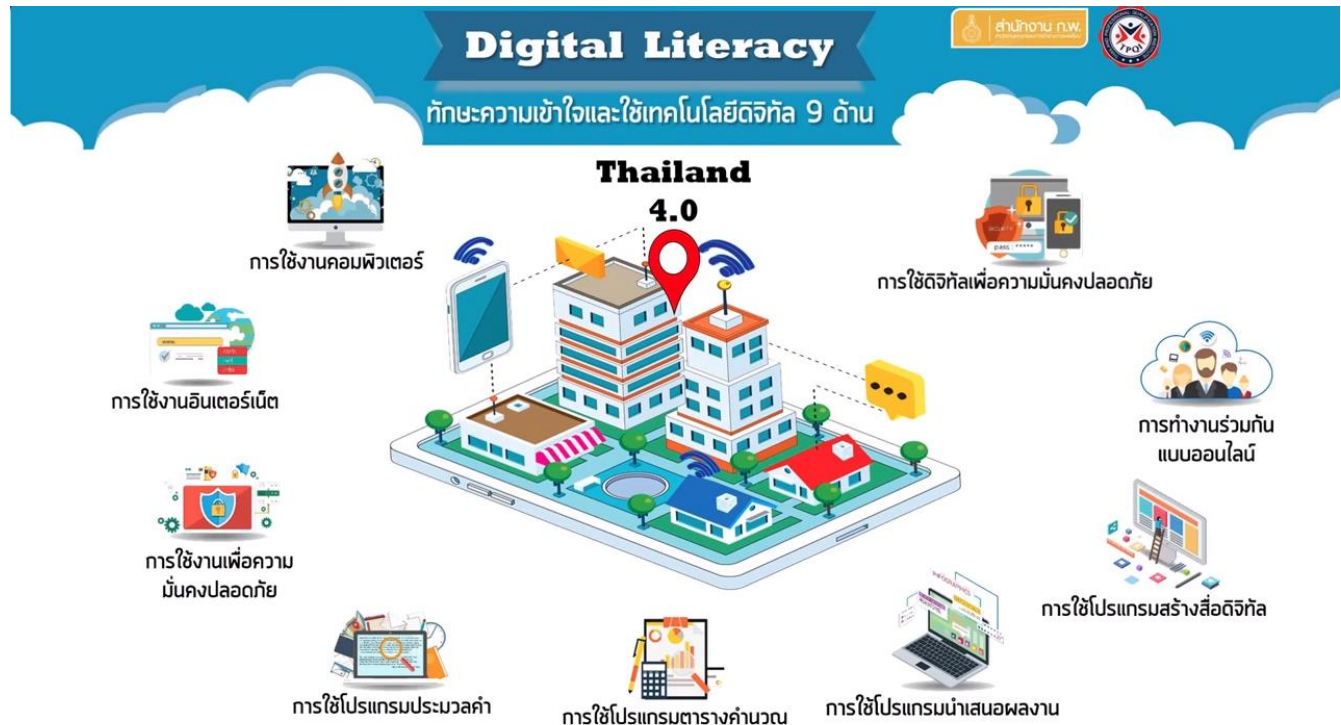 Digital Literacy
สำนักงาน ก.พ.
TPQI
ทักษะความเข้าใจและใช้เทคโนโลยีดิจิทัล 9 ด้าน
Thailand
4.0
การใช้งานคอมพิวเตอร์
การใช้ดิจิทัลเพื่อความมั่นคงปลอดภัย
SECURITY
การใช้งานอินเตอร์เน็ต
การทำงานร่วมกัน
แบบออนไลน์
การใช้งานเพื่อความ
มั่นคงปลอดภัย
การใช้โปรแกรมสร้างสื่อดิจิทัล
INFOGRAPHICS
การใช้โปรแกรมประมวลคำ
การใช้โปรแกรมตารางคำนวณ
การใช้โปรแกรมนำเสนอผลงาน